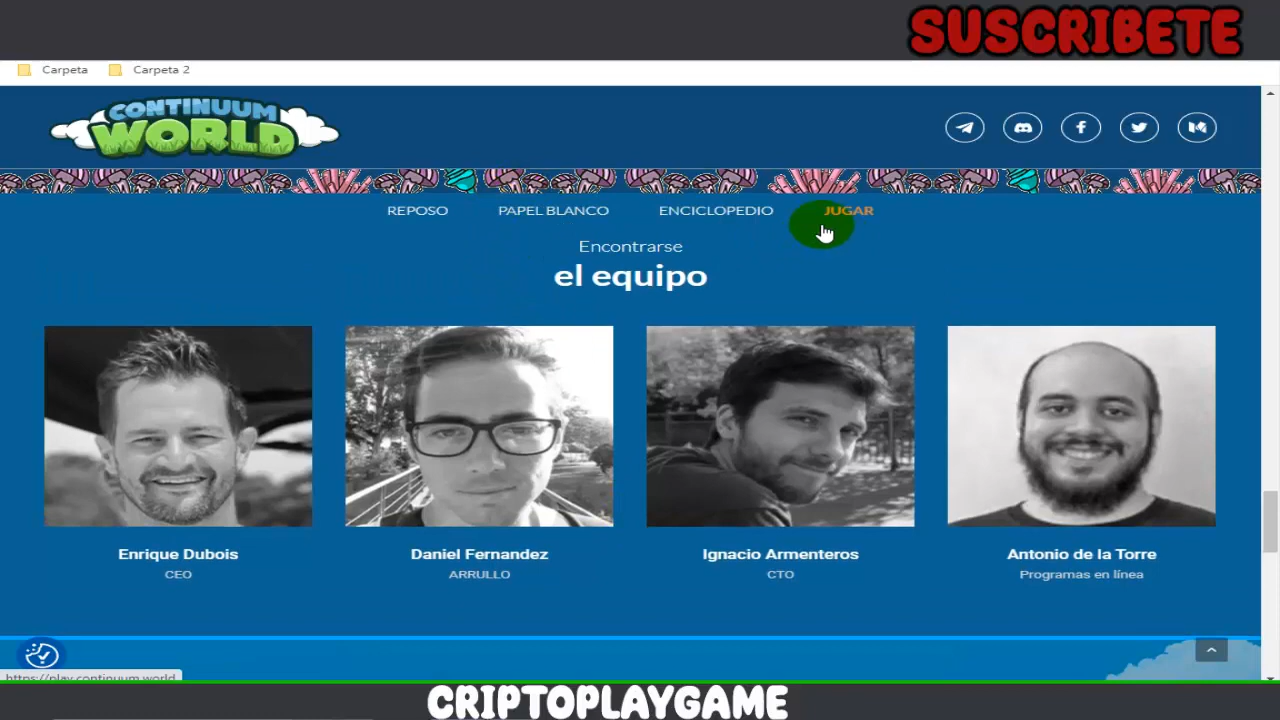 SUSCRIBETE
Carpeta Carpeta 2
CONTINUUM
WORLD
REPOSO PAPEL BLANCO ENCICLOPEDIO JUGAR
Encontrarse
el equipo
Enrique Dubois Daniel Fernandez Ignacio Armenteros Antonio de la Torre
CEO ARRULLO CTO Programas en línea
https://play.continuum.world
CRIPTOPLAYGAME